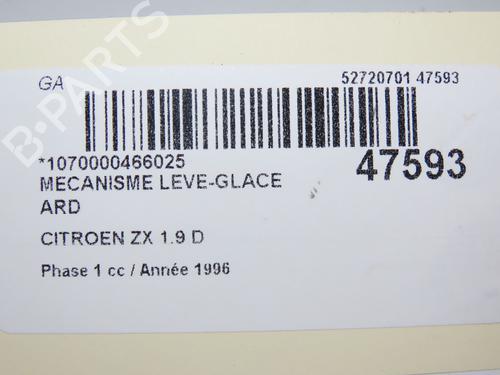 GA 52720701 47593
*1070000466025 47593
MECANISME LEVE-GLACE
ARD
CITROEN ZX 1.9 D
Phase 1 cc / Année 1996
B-PARTS